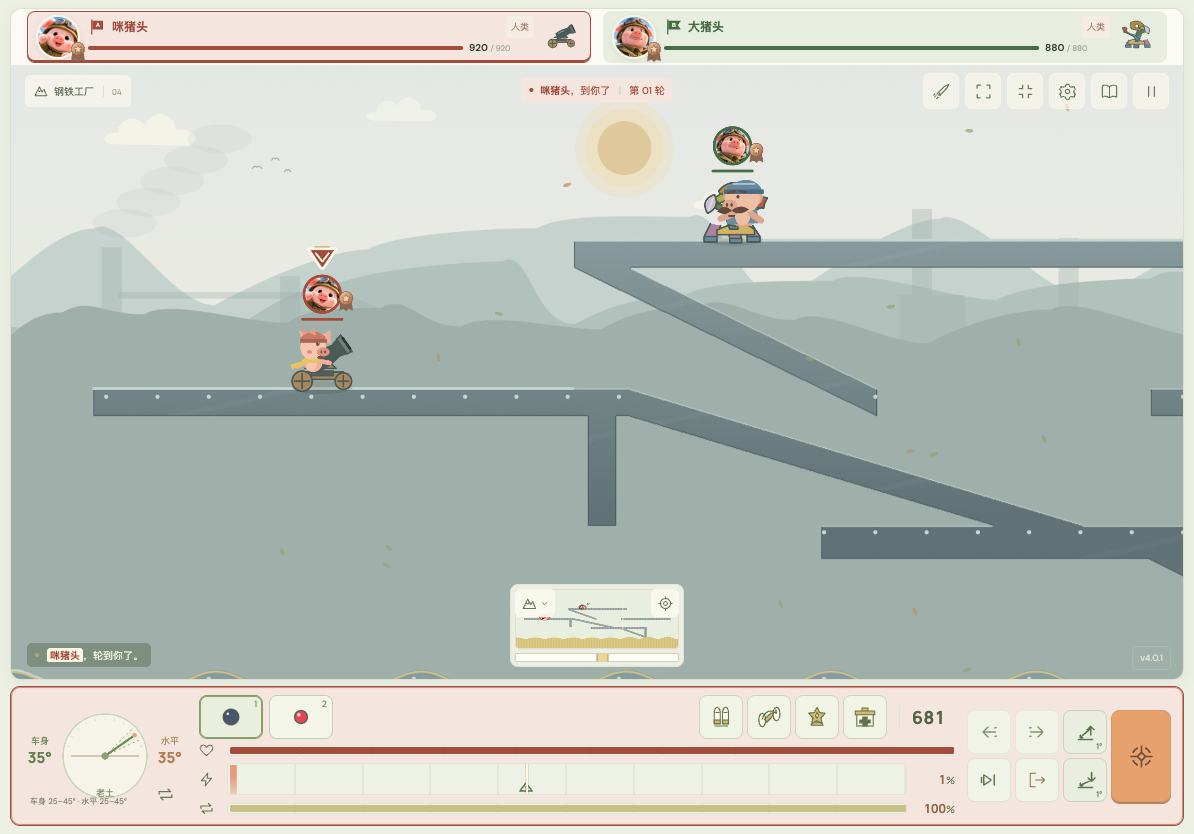 咪猪头
人类
920 / 920
大猪头
人类
880 / 880
钢铁工厂 04
咪猪头，到你了 第 01 轮
咪猪头，轮到你了。
v4.0.1
车身
35°
水平
35°
老土
车身 25–45° · 水平 25–45°
1
2
681
1%
100%
1°
1°